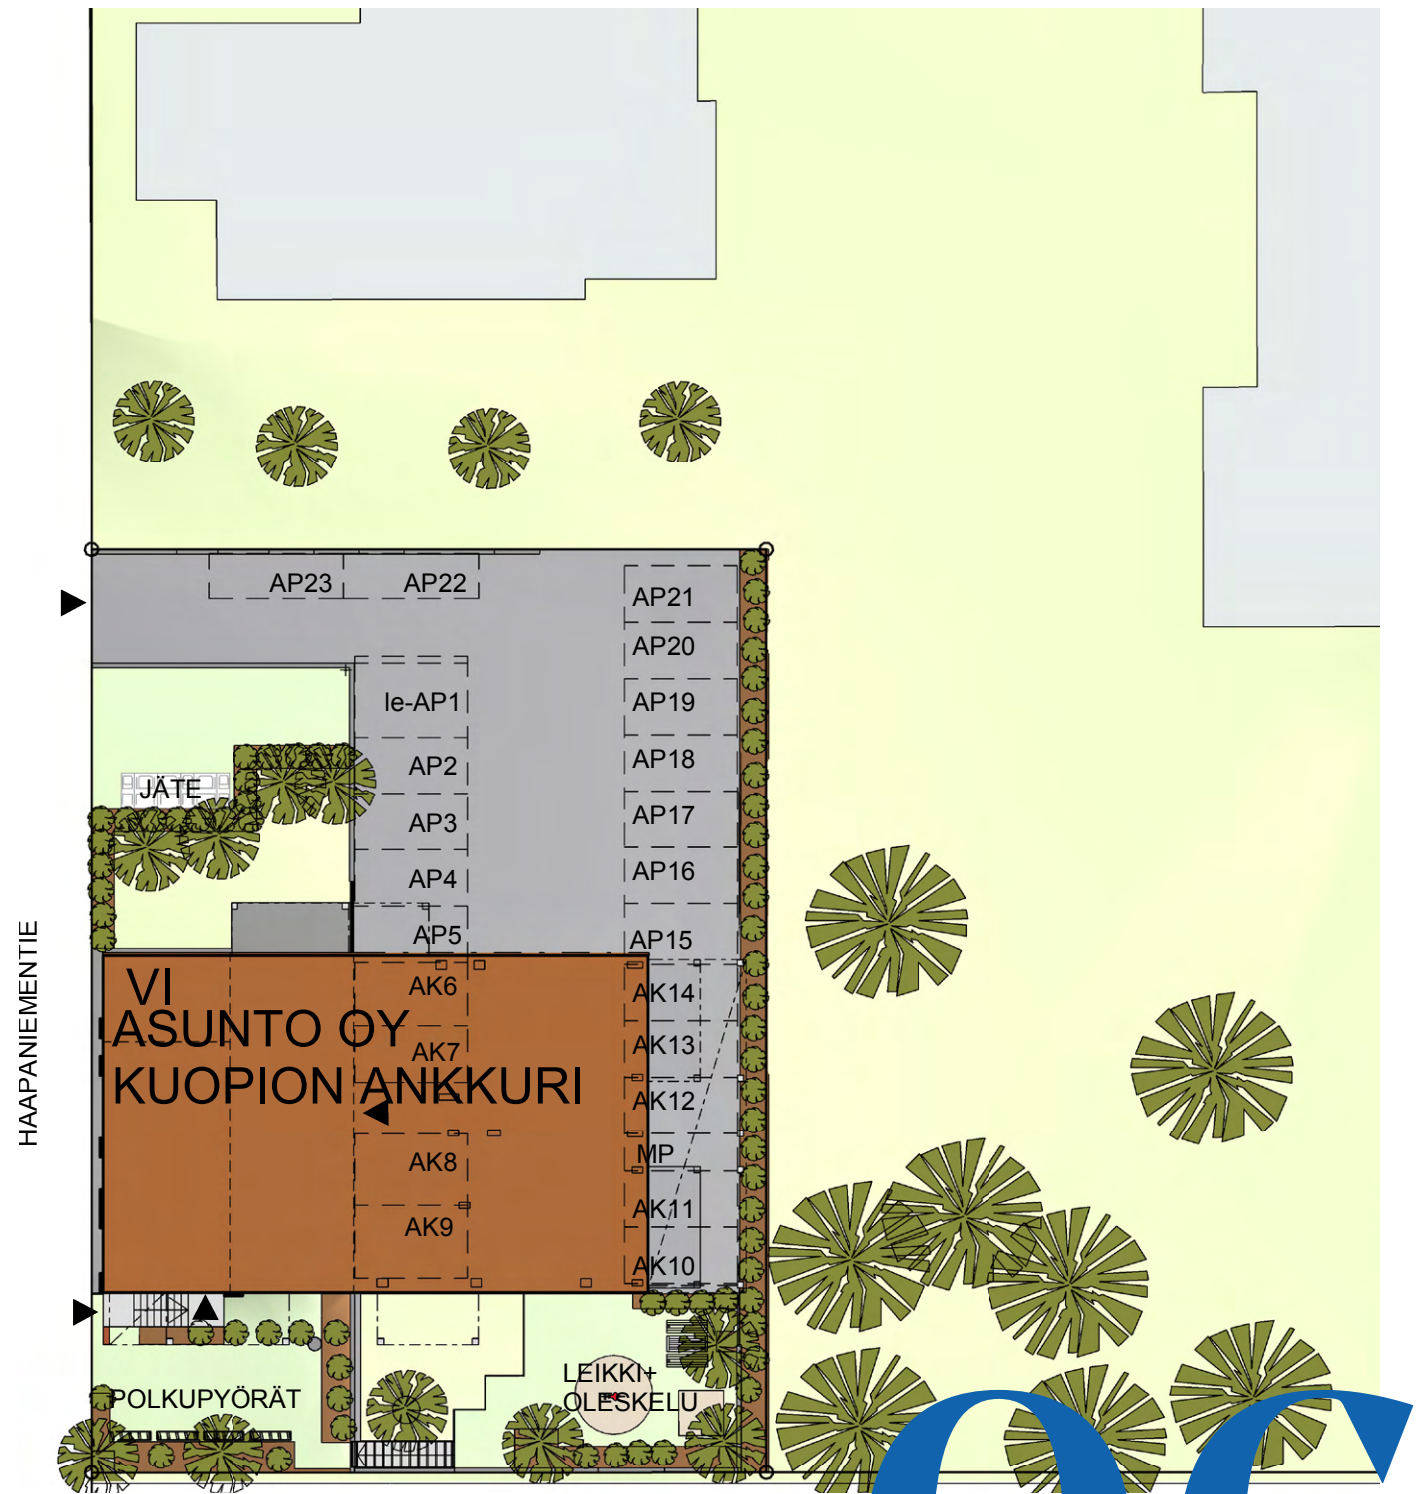 AP23
AP22
AP21
AP20
le-AP1
AP19
AP2
AP18
JÄTE
AP3
AP17
AP4
AP16
AP5
AP15
VI
ASUNTO OY
KUOPION ANKKURI
AK6
AK14
AK7
AK13
AK12
AK8
MP
AK9
AK11
AK10
HAAPANIEMENTIE
LEIKKI+
OLESKELU
POLKUPYÖRÄT